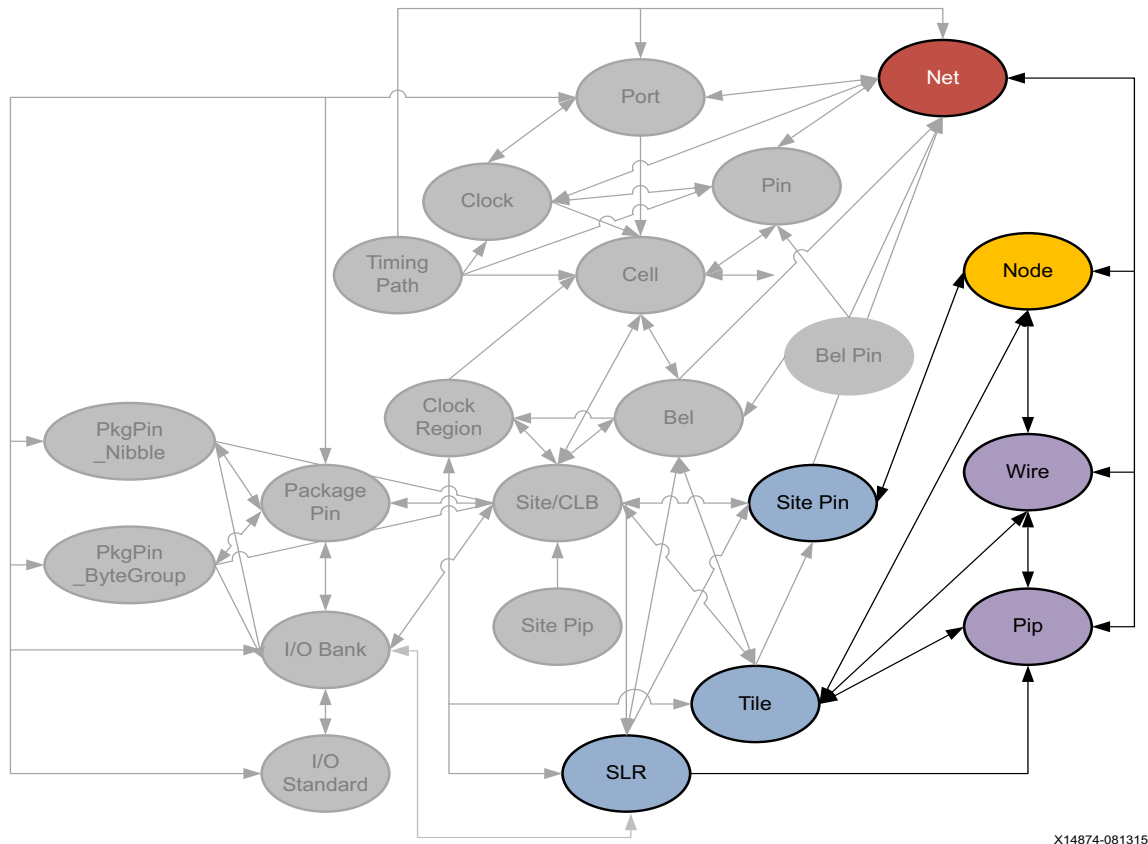 Net
Port
Pin
Clock
Timing
Path
Cell
Node
Bel Pin
Clock
Region
Bel
PkgPin
_Nibble
Package
Pin
Site/CLB
Site Pin
Wire
PkgPin
_ByteGroup
Site Pip
Pip
I/O Bank
Tile
I/O
Standard
SLR
X14874-081315